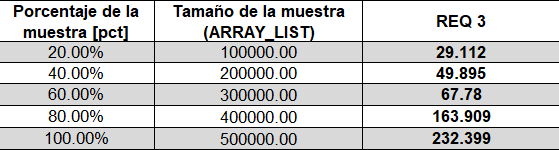 Porcentaje de la muestra [pct] Tamaño de la muestra (ARRAY_LIST) REQ 3
20.00% 100000.00 29.112
40.00% 200000.00 49.895
60.00% 300000.00 67.78
80.00% 400000.00 163.909
100.00% 500000.00 232.399